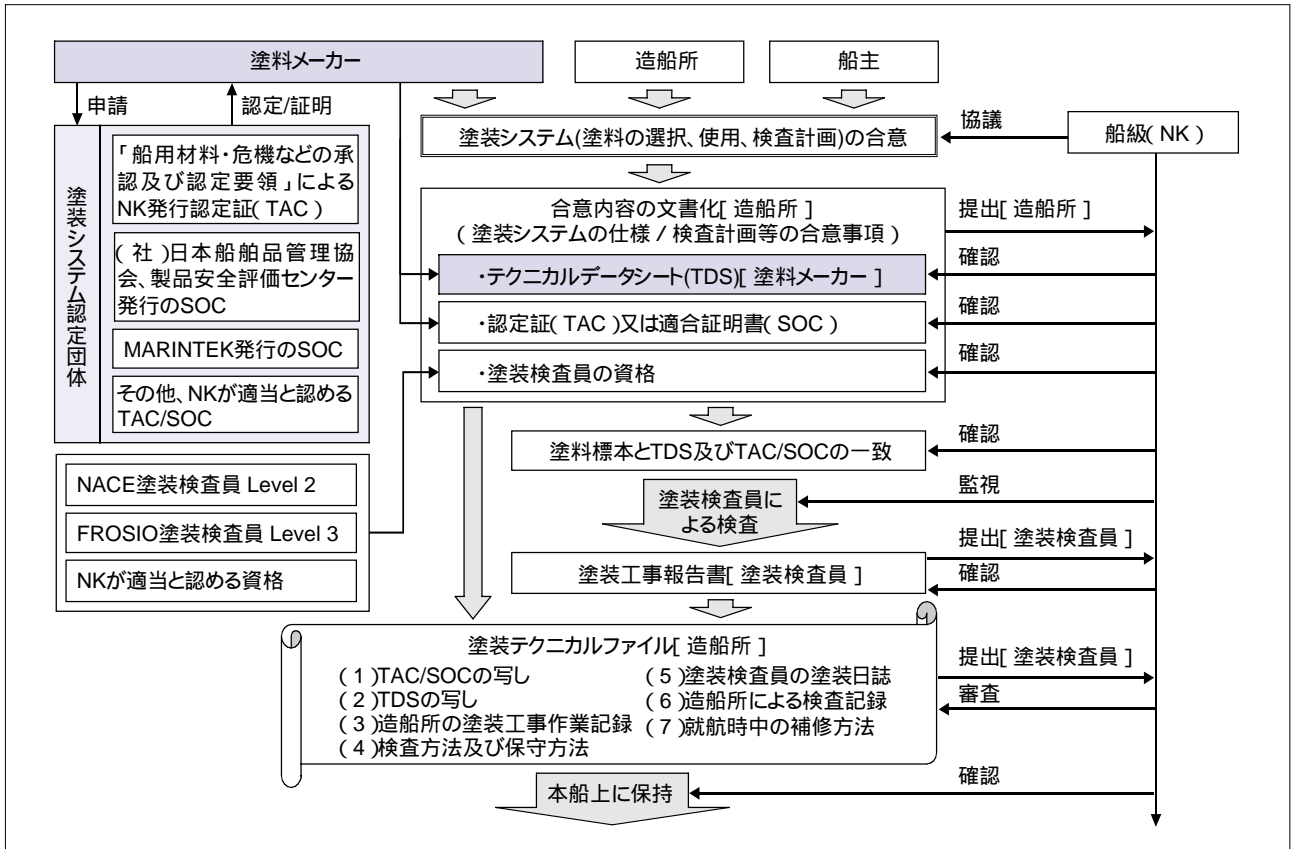 塗料メーカー
造船所
船主
申請
認定/証明
協議
船級(NK)
塗装システム(塗料の選択、使用、検査計画)の合意
塗装システム認定団体
「船用材料・危機などの承
認及び認定要領」による
NK発行認定証(TAC)
(社)日本船舶品管理協
会、製品安全評価センター
発行のSOC
MARINTEK発行のSOC
その他、NKが適当と認める
TAC/SOC
合意内容の文書化[造船所]
(塗装システムの仕様/検査計画等の合意事項)
提出[造船所]
・テクニカルデータシート(TDS)[塗料メーカー]
確認
・認定証(TAC)又は適合証明書(SOC)
確認
・塗装検査員の資格
確認
NACE塗装検査員 Level 2
FROSIO塗装検査員 Level 3
NKが適当と認める資格
塗料標本とTDS及びTAC/SOCの一致
確認
塗装検査員に
よる検査
監視
塗装工事報告書[塗装検査員]
提出[塗装検査員]
確認
塗装テクニカルファイル[造船所]
(1)TAC/SOCの写し
(2)TDSの写し
(3)造船所の塗装工事作業記録
(4)検査方法及び保守方法
(5)塗装検査員の塗装日誌
(6)造船所による検査記録
(7)就航時中の補修方法
提出[塗装検査員]
審査
本船上に保持
確認